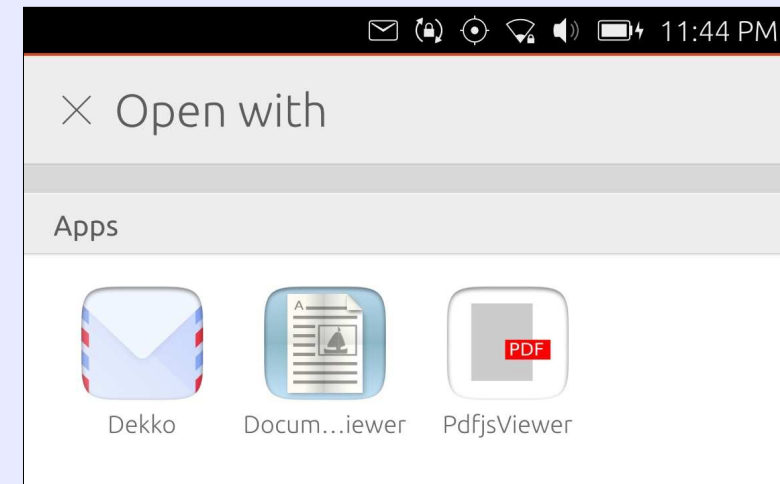 11:44 PM
Open with
Apps
A
PDF
Dekko Docum...iewer PdfjsViewer